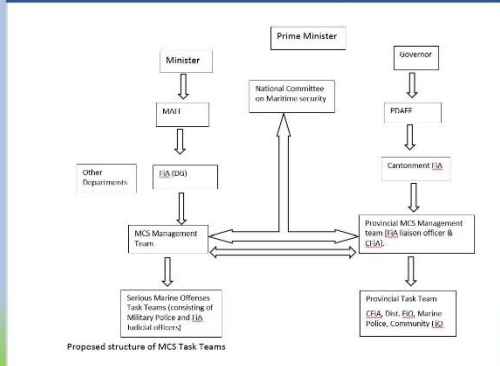 Prime Minister
Minister
Governor
National Committee
on Maritime security
MAFF
PDAFF
Other
Departments
FiA (DG)
Cantonment FiA
MCS Management
Team
Provincial MCS Management
team (FiA liaison officer &
CFiA).
Serious Marine Offenses
Task Teams (consisting of
Military Police and FiA
Judicial officers)
Provincial Task Team
CFiA, Dist. FiO, Marine
Police, Community FiO
Proposed structure of MCS Task Teams